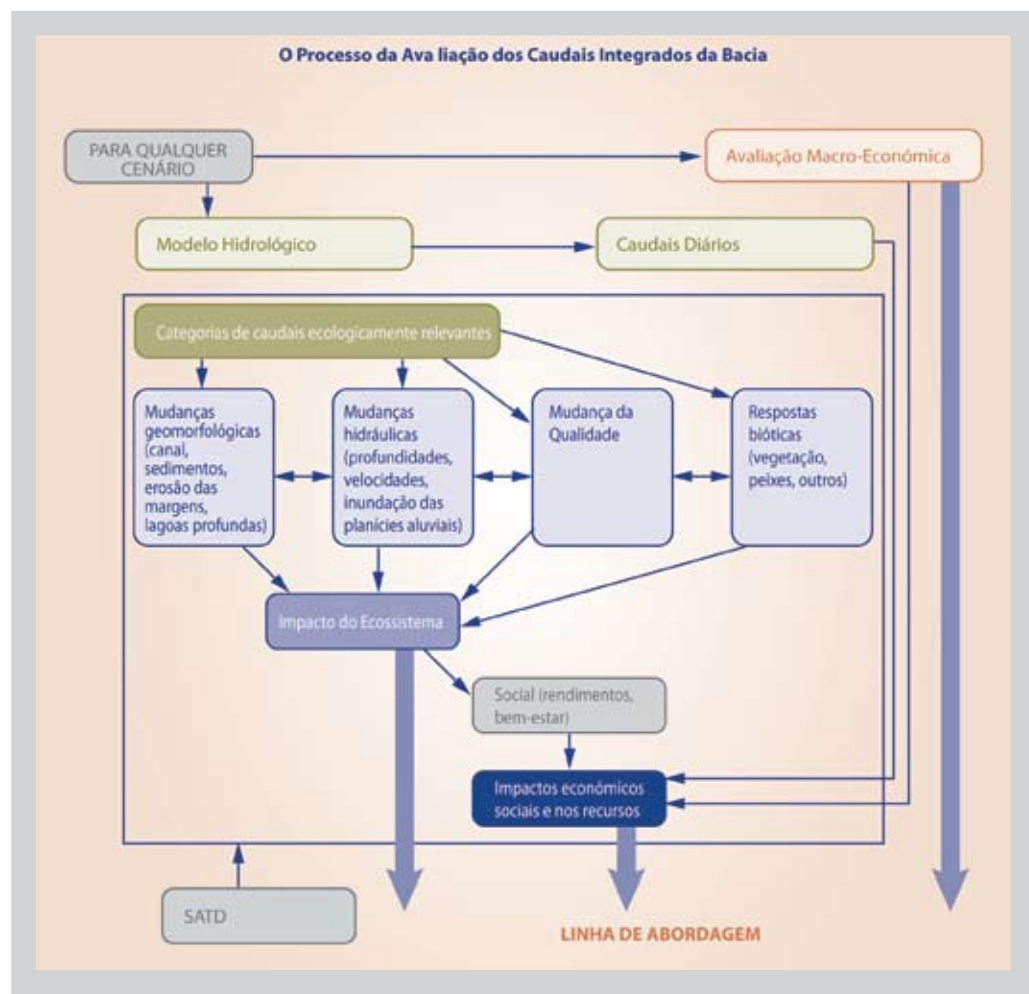 O Processo da Ava liação dos Caudais Integrados da Bacia
PARA QUALQUER
CENÁRIO
Avaliação Macro-Económica
Modelo Hidrológico
Caudais Diários
Categorias de caudais ecologicamente relevantes
Mudanças
geomorfológicas
(canal,
sedimentos,
erosão das
margens,
lagoas profundas)
Mudanças
hidráulicas
(profundidades,
velocidades,
inundação das
planícies aluviais)
Mudança da
Qualidade
Respostas
bióticas
(vegetação,
peixes, outros)
Impacto do Ecossistema
Social (rendimentos,
bem-estar)
Impactos económicos
sociais e nos recursos
SATD
LINHA DE ABORDAGEM